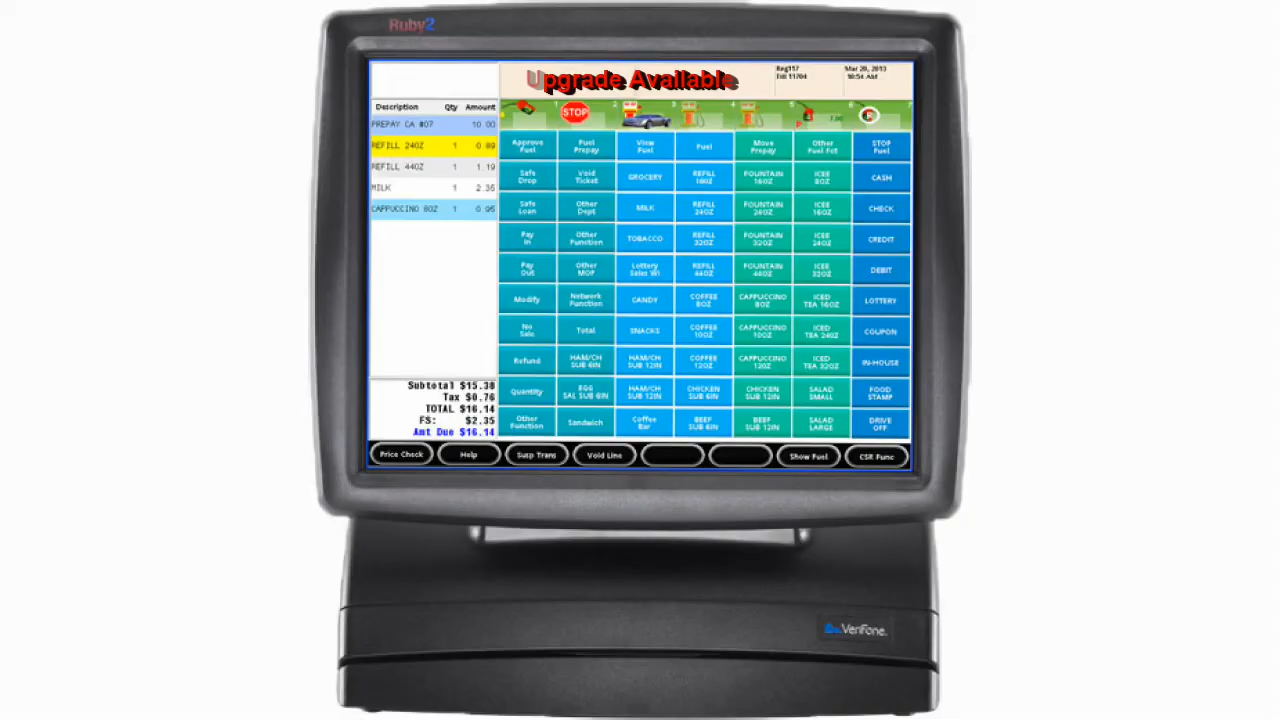 Ruby2
Upgrade Available
Reg117
Till 11704
Mar 20, 2013
10:54 AM
Description Qty Amount
PREPAY CA #07 10.00
REFILL 24OZ 1 0.89
REFILL 44OZ 1 1.19
MILK 1 2.35
CAPPUCCINO 8OZ 1 0.95
Subtotal $15.38
Tax $0.76
TOTAL $16.14
FS: $2.35
Amt Due $16.14
1 2 3 4 5 6 7
STOP
P 7.00
Approve Fuel
Fuel Prepay
View Fuel
Fuel
Move Prepay
Other Fuel Fct
STOP Fuel
Safe Drop
Void Ticket
GROCERY
REFILL 16OZ
FOUNTAIN 16OZ
ICEE 8OZ
CASH
Safe Loan
Other Dept
MILK
REFILL 24OZ
FOUNTAIN 24OZ
ICEE 16OZ
CHECK
Pay In
Other Function
TOBACCO
REFILL 32OZ
FOUNTAIN 32OZ
ICEE 24OZ
CREDIT
Pay Out
Other MOP
Lottery Sales WI
REFILL 44OZ
FOUNTAIN 44OZ
ICEE 32OZ
DEBIT
Modify
Network Function
CANDY
COFFEE 8OZ
CAPPUCCINO 8OZ
ICED TEA 16OZ
LOTTERY
No Sale
Total
SNACKS
COFFEE 10OZ
CAPPUCCINO 10OZ
ICED TEA 24OZ
COUPON
Refund
HAM/CH SUB 6IN
HAM/CH SUB 12IN
COFFEE 12OZ
CAPPUCCINO 12OZ
ICED TEA 32OZ
IN-HOUSE
Quantity
EGG SAL SUB 6IN
HAM/CH SUB 12IN
CHICKEN SUB 6IN
CHICKEN SUB 12IN
SALAD SMALL
FOOD STAMP
Other Function
Sandwich
Coffee Bar
BEEF SUB 6IN
BEEF SUB 12IN
SALAD LARGE
DRIVE OFF
Price Check
Help
Susp Trans
Void Line
Show Fuel
CSR Func
VeriFone.